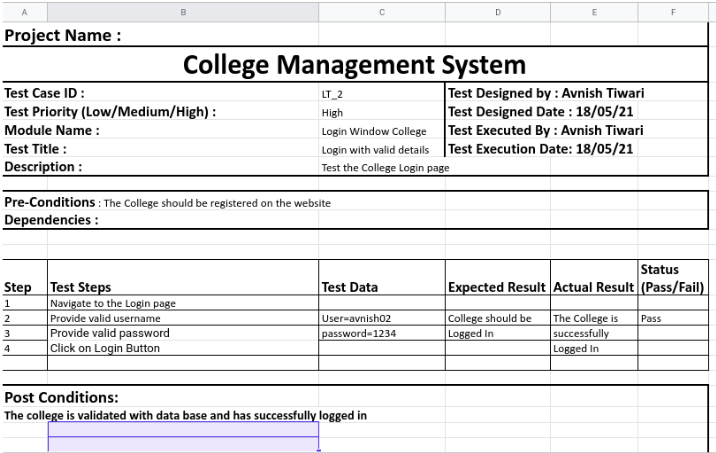 A B C D E F
Project Name :
College Management System
Test Case ID : LT_2 Test Designed by : Avnish Tiwari
Test Priority (Low/Medium/High) : High Test Designed Date : 18/05/21
Module Name : Login Window College Test Executed By : Avnish Tiwari
Test Title : Login with valid details Test Execution Date: 18/05/21
Description : Test the College Login page
Pre-Conditions : The College should be registered on the website
Dependencies :
Status
Step Test Steps Test Data Expected Result Actual Result (Pass/Fail)
1 Navigate to the Login page
2 Provide valid username User=avnish02 College should be The College is Pass
3 Provide valid password password=1234 Logged In successfully
4 Click on Login Button Logged In
Post Conditions:
The college is validated with data base and has successfully logged in